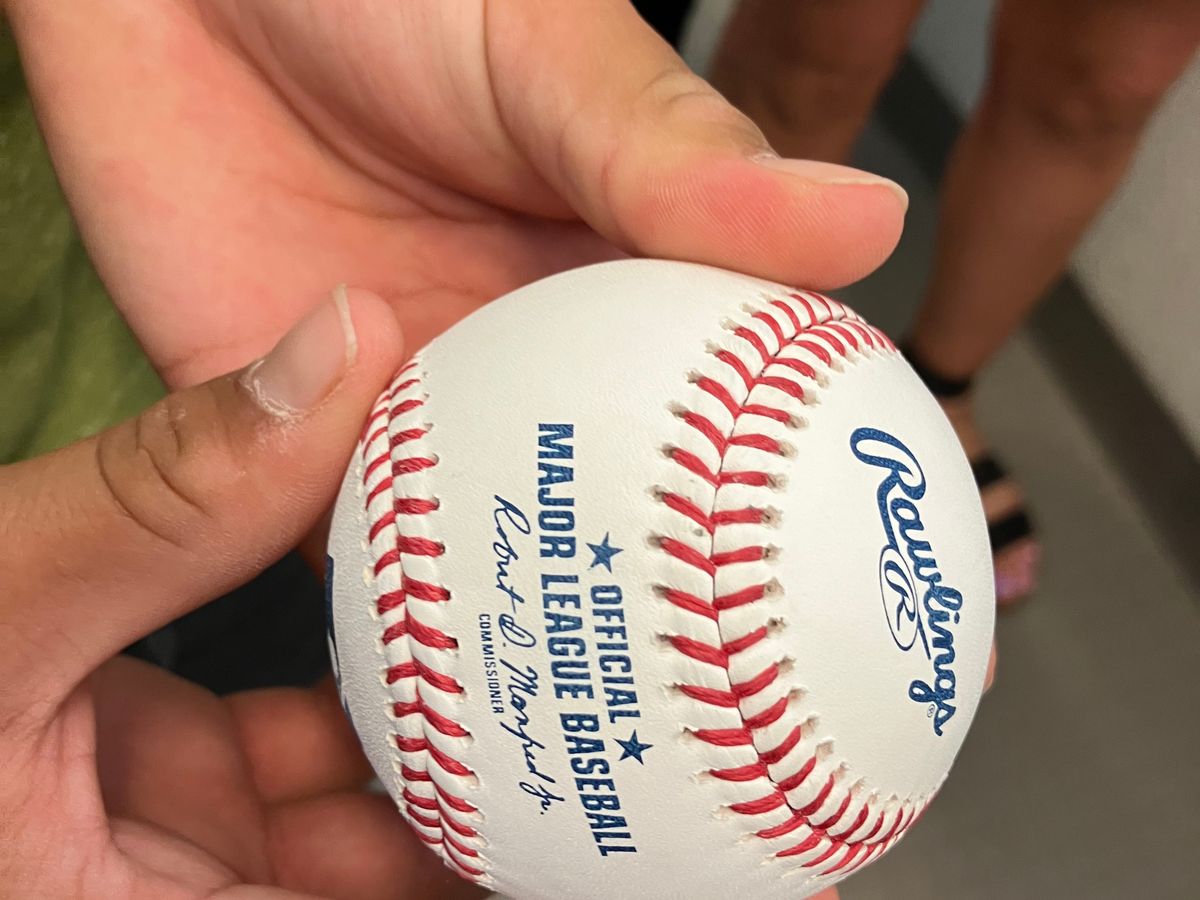 Rawlings®
R
★ OFFICIAL ★
MAJOR LEAGUE BASEBALL
Robert D. Manfred Jr.
COMMISSIONER